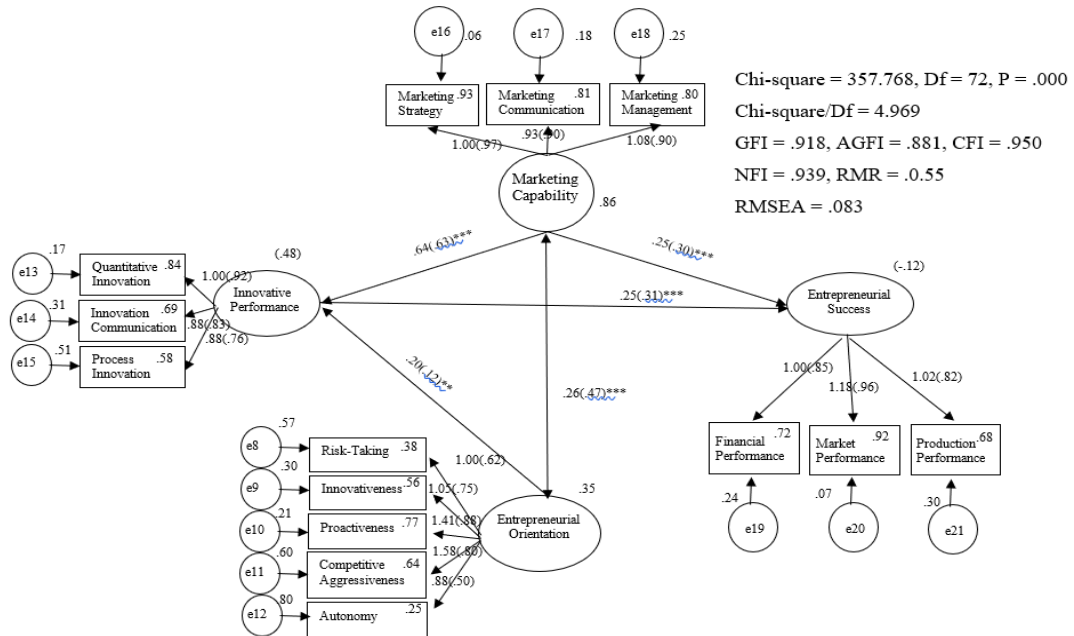 e16
.06
e17
.18
e18
.25
Marketing .93
Strategy
Marketing .81
Communication
Marketing .80
Management
1.00(.97)
.93(.90)
1.08(.90)
Chi-square = 357.768, Df = 72, P = .000
Chi-square/Df = 4.969
GFI = .918, AGFI = .881, CFI = .950
NFI = .939, RMR = .0.55
RMSEA = .083
Marketing
Capability
.86
.64(.63)***
.25(.30)***
(.48)
(-.12)
e13
.17
Quantitative .84
Innovation
1.00(.92)
e14
.31
Innovation .69
Communication
.88(.83)
e15
.51
Process .58
Innovation
.88(.76)
Innovative
Performance
.25(.31)***
Entrepreneurial
Success
.20(.12)**
.26(.47)***
1.00(.85)
1.18(.96)
1.02(.82)
Financial .72
Performance
Market .92
Performance
Production .68
Performance
.24
e19
.07
e20
.30
e21
e8
.57
Risk-Taking .38
1.00(.62)
e9
.30
Innovativeness .56
1.05(.75)
e10
.21
Proactiveness .77
1.41(.88)
e11
.60
Competitive .64
Aggressiveness
1.58(.80)
e12
.80
Autonomy .25
.88(.50)
.35
Entrepreneurial
Orientation